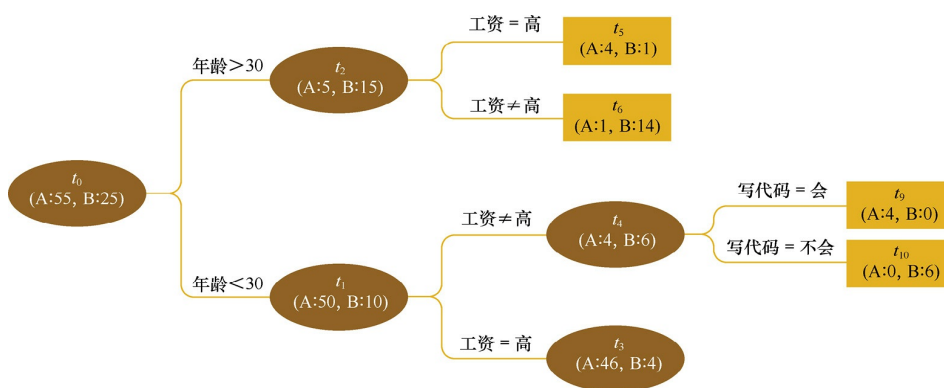 工资 = 高
t5
(A:4, B:1)
年龄>30
t2
(A:5, B:15)
工资≠高
t6
(A:1, B:14)
t0
(A:55, B:25)
写代码 = 会
t9
(A:4, B:0)
工资≠高
t4
(A:4, B:6)
写代码 = 不会
t10
(A:0, B:6)
年龄<30
t1
(A:50, B:10)
工资 = 高
t3
(A:46, B:4)